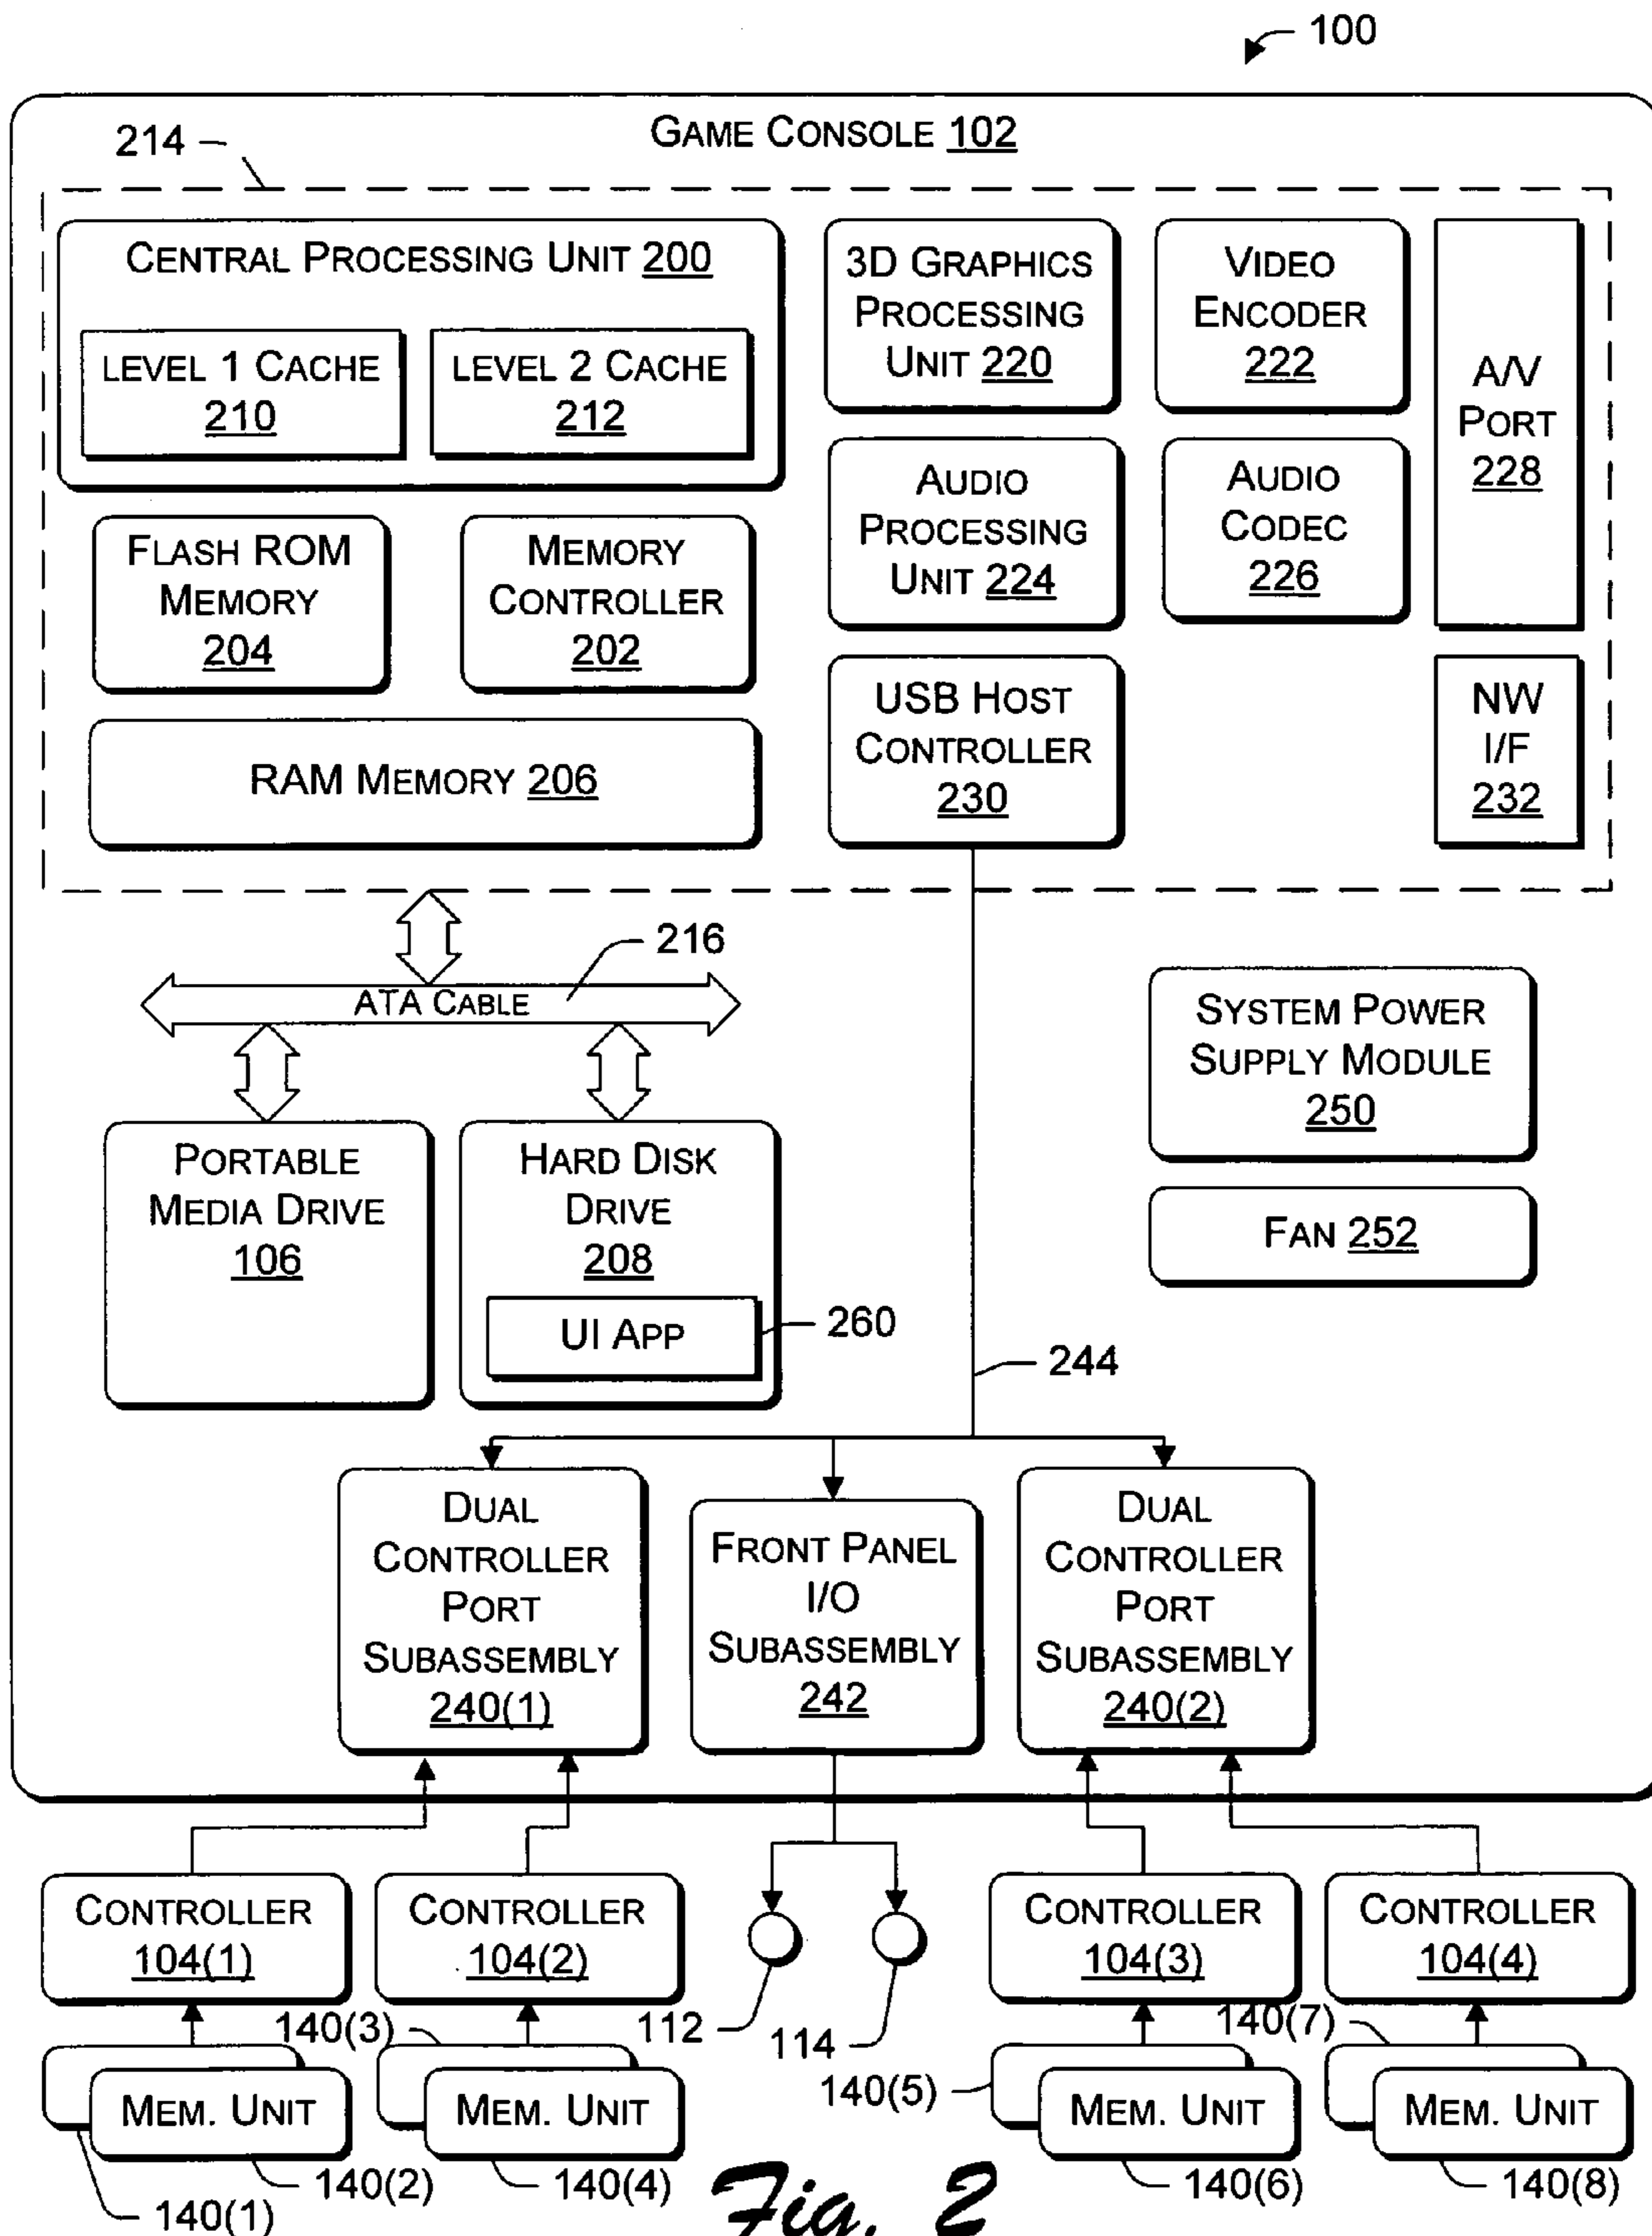 100
GAME CONSOLE 102
214
CENTRAL PROCESSING UNIT 200
LEVEL 1 CACHE
210
LEVEL 2 CACHE
212
3D GRAPHICS
PROCESSING
UNIT 220
VIDEO
ENCODER
222
A/V
PORT
228
FLASH ROM
MEMORY
204
MEMORY
CONTROLLER
202
AUDIO
PROCESSING
UNIT 224
AUDIO
CODEC
226
RAM MEMORY 206
USB HOST
CONTROLLER
230
NW
I/F
232
216
ATA CABLE
SYSTEM POWER
SUPPLY MODULE
250
PORTABLE
MEDIA DRIVE
106
HARD DISK
DRIVE
208
UI APP
260
FAN 252
244
DUAL
CONTROLLER
PORT
SUBASSEMBLY
240(1)
FRONT PANEL
I/O
SUBASSEMBLY
242
DUAL
CONTROLLER
PORT
SUBASSEMBLY
240(2)
CONTROLLER
104(1)
CONTROLLER
104(2)
CONTROLLER
104(3)
CONTROLLER
104(4)
140(3)
112
114
140(7)
140(5)
MEM. UNIT
MEM. UNIT
MEM. UNIT
MEM. UNIT
140(1)
140(2)
140(4)
140(6)
140(8)
Fig. 2